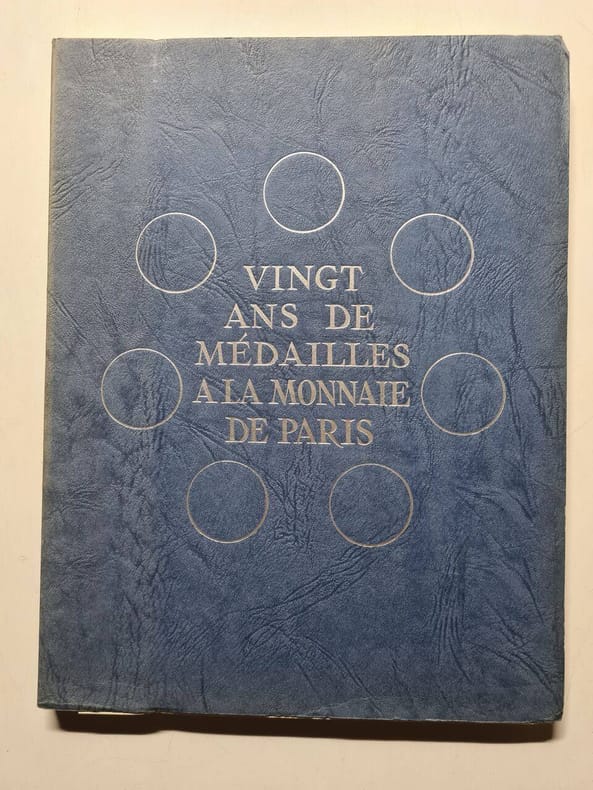 VINGT
ANS DE
MÉDAILLES
A LA MONNAIE
DE PARIS